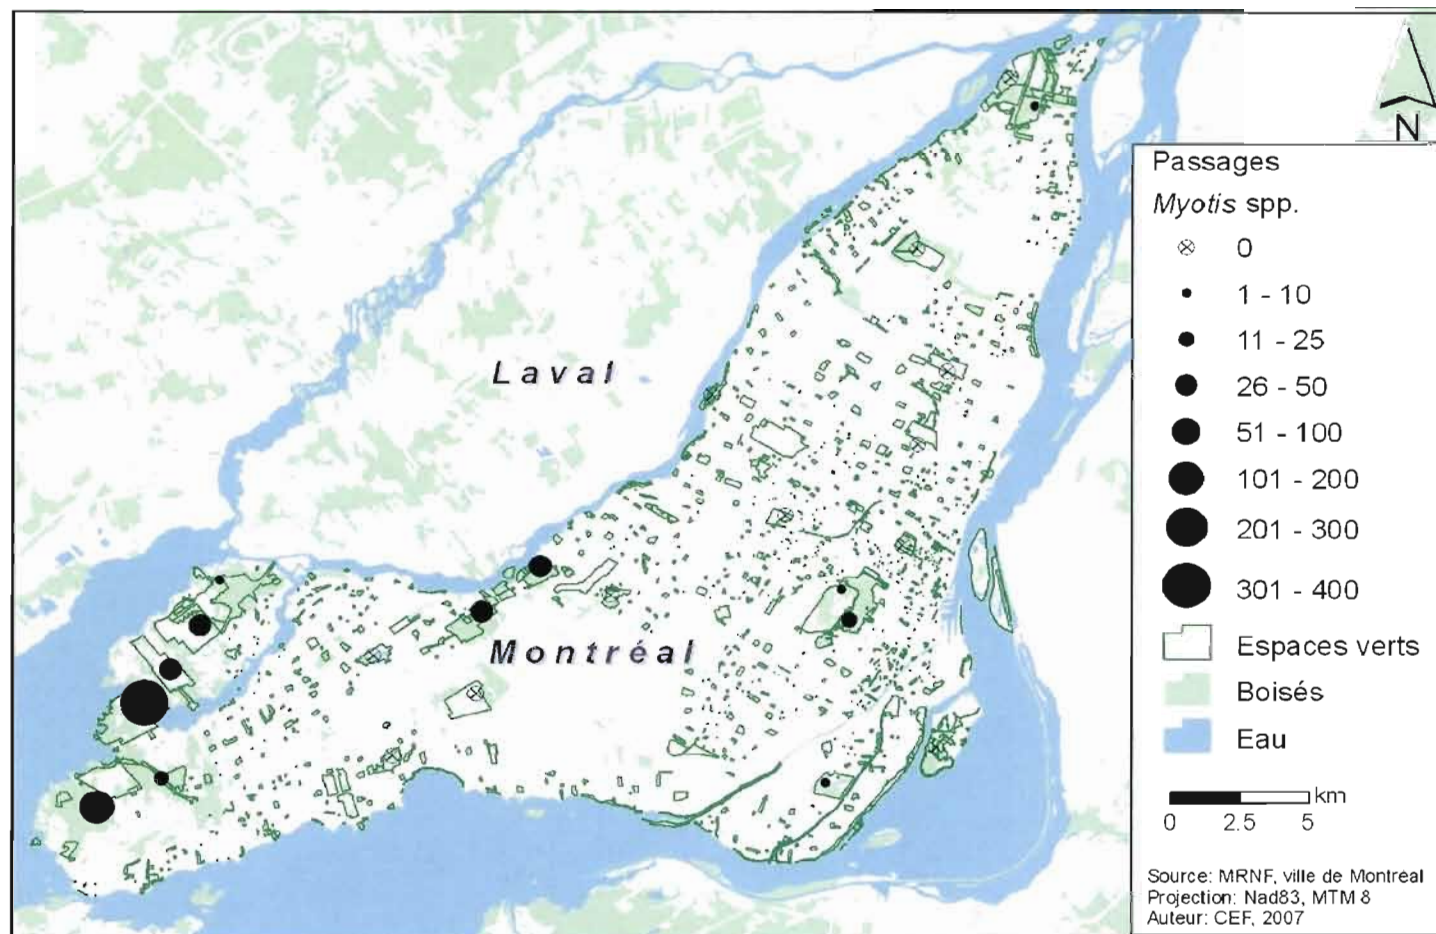 N
Passages
Myotis spp.
0
1 - 10
11 - 25
26 - 50
51 - 100
101 - 200
201 - 300
301 - 400
Espaces verts
Boisés
Eau
km
0 2.5 5
Source: MRNF, ville de Montreal
Projection: Nad83, MTM 8
Auteur: CEF, 2007
Laval
Montréal